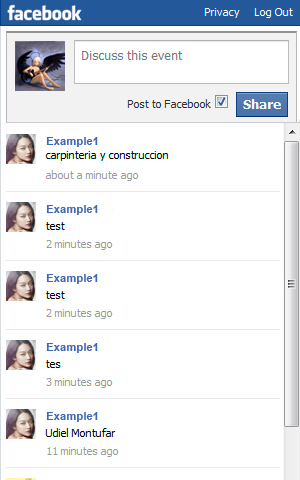 facebook
Privacy Log Out
Discuss this event
Post to Facebook Share
Example1
carpinteria y construccion
about a minute ago
Example1
test
2 minutes ago
Example1
test
2 minutes ago
Example1
tes
3 minutes ago
Example1
Udiel Montufar
11 minutes ago